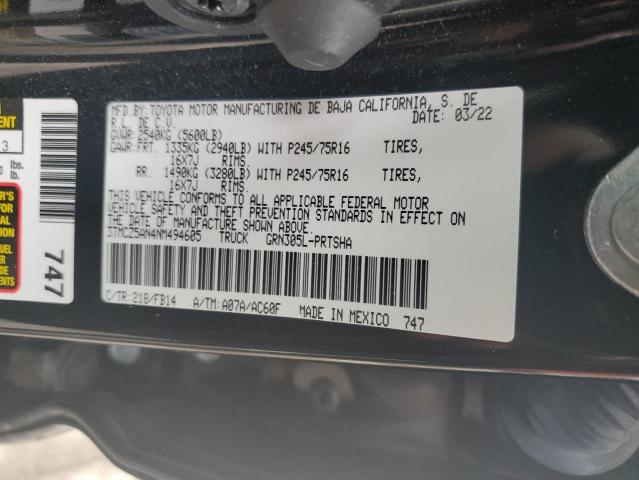 MFD.BY:TOYOTA MOTOR MANUFACTURING DE BAJA CALIFORNIA, S. DE
R.L. DE C.V. DATE: 03/22
GVWR: 2540KG (5600LB)
GAWR:FRT. 1335KG (2940LB) WITH P245/75R16 TIRES,
16X7J RIMS.
RR. 1490KG (3280LB) WITH P245/75R16 TIRES,
16X7J RIMS.
THIS VEHICLE CONFORMS TO ALL APPLICABLE FEDERAL MOTOR
VEHICLE SAFETY AND THEFT PREVENTION STANDARDS IN EFFECT ON
THE DATE OF MANUFACTURE SHOWN ABOVE.
3TMCZ5AN4NM494605 TRUCK GRN305L-PRTSHA
C/TR:218/FB14 A/TM:A07A/AC60F MADE IN MEXICO 747
747
lbs.
kg.